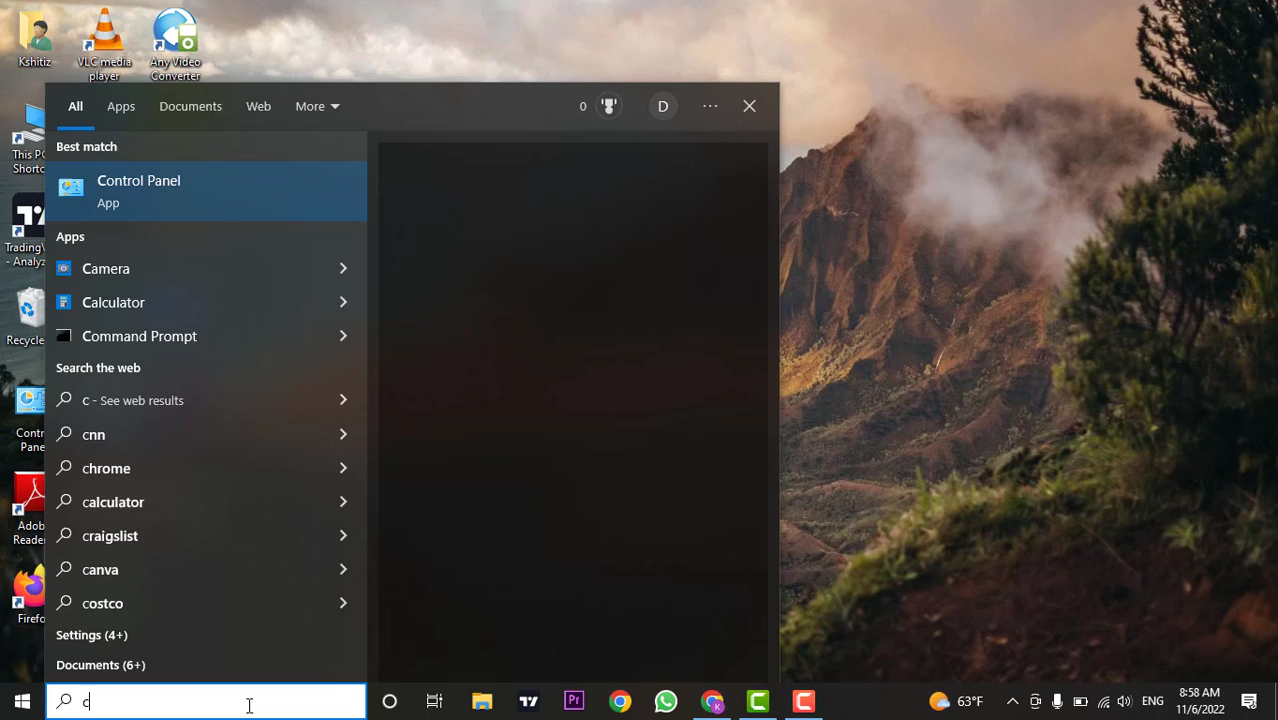 Kshitiz
VLC media
player
Any Video
Converter
This PC
Shortc
TradingV
- Analyz
Recycle
Contr
Pane
Adob
Reade
Firefo
All
Apps
Documents
Web
More
0
D
Best match
Control Panel
App
Apps
Camera
Calculator
Command Prompt
Search the web
c - See web results
cnn
chrome
calculator
craigslist
canva
costco
Settings (4+)
Documents (6+)
c
Pr
K
63°F
ENG
8:58 AM
11/6/2022